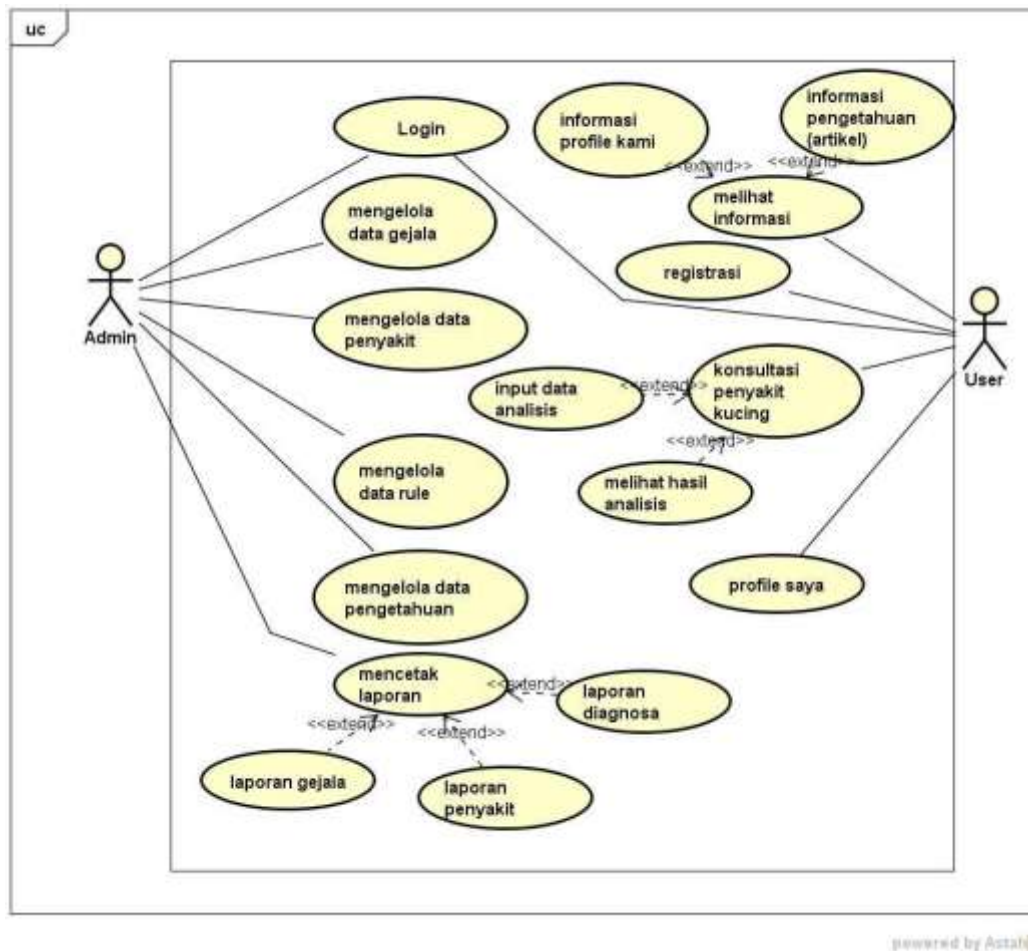 uc
Login
informasi
profile kami
informasi
pengetahuan
(artikel)
<<extend>>
<<extend>>
melihat
informasi
mengelola
data gejala
registrasi
Admin
mengelola data
penyakit
User
input data
analisis
<<extend>>
konsultasi
penyakit
kucing
<<extend>>
mengelola
data rule
melihat hasil
analisis
mengelola data
pengetahuan
profile saya
mencetak
laporan
<<extend>>
laporan
diagnosa
<<extend>>
<<extend>>
laporan gejala
laporan
penyakit
powered by Astah